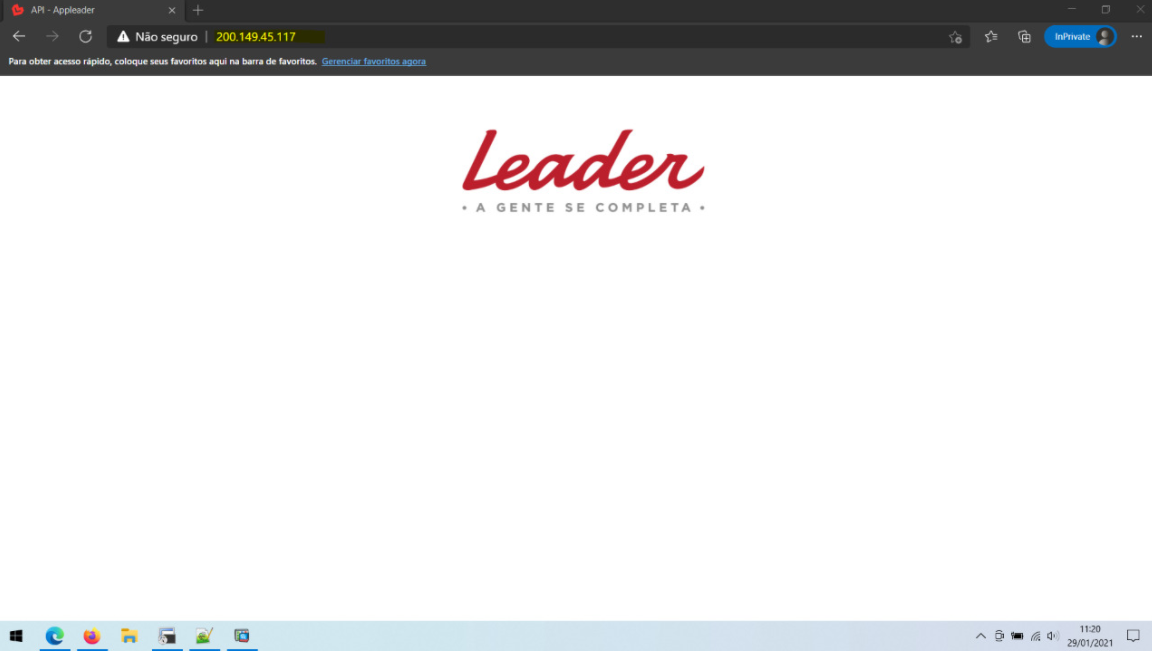 API - Appleader
Não seguro | 200.149.45.117
InPrivate
Para obter acesso rápido, coloque seus favoritos aqui na barra de favoritos. Gerenciar favoritos agora
Leader
• A GENTE SE COMPLETA •
11:20
29/01/2021